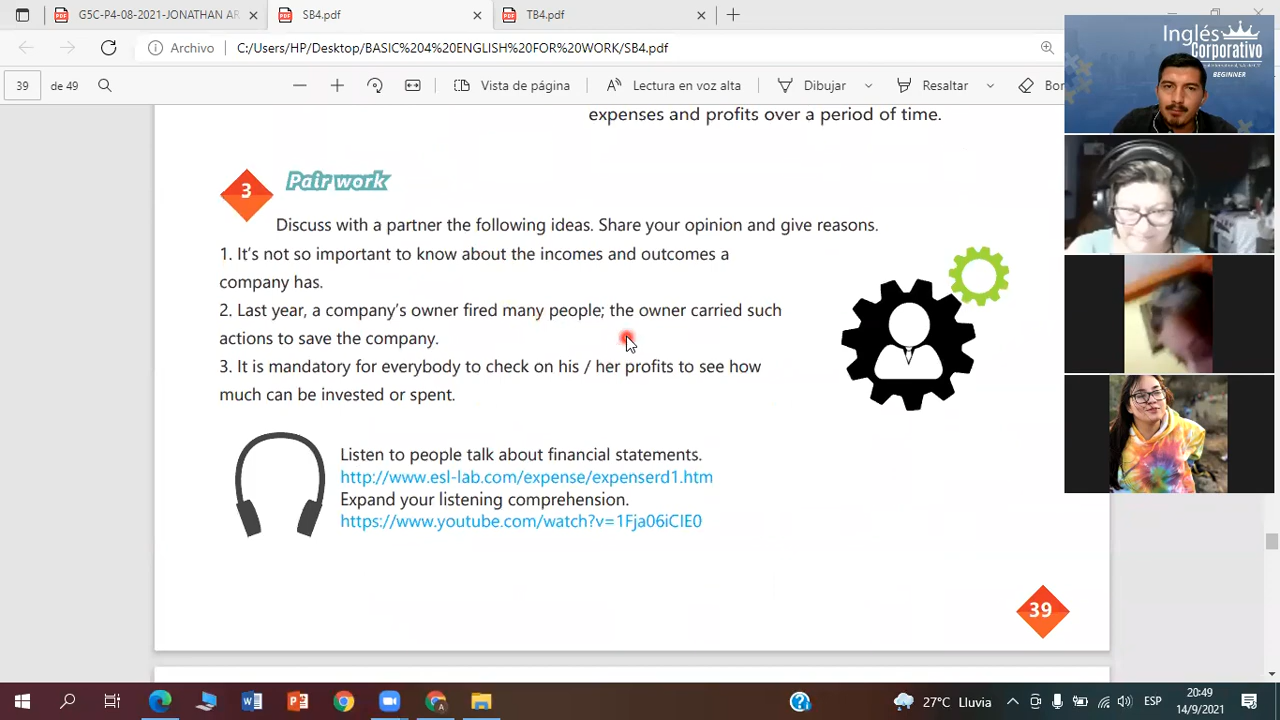 G5C-P4-08-2021-JONATHAN AR
SB4.pdf
TB4.pdf
Archivo
C:/Users/HP/Desktop/BASIC%204%20ENGLISH%20FOR%20WORK/SB4.pdf
39
de 49
Vista de página
Lectura en voz alta
Dibujar
Resaltar
Bor
Inglés
Corporativo
BEGINNER
expenses and profits over a period of time.
3
Pair work
Discuss with a partner the following ideas. Share your opinion and give reasons.
1. It's not so important to know about the incomes and outcomes a
company has.
2. Last year, a company's owner fired many people; the owner carried such
actions to save the company.
3. It is mandatory for everybody to check on his / her profits to see how
much can be invested or spent.
Listen to people talk about financial statements.
http://www.esl-lab.com/expense/expenserd1.htm
Expand your listening comprehension.
https://www.youtube.com/watch?v=1Fja06iCIE0
39
27°C Lluvia
ESP
20:49
14/9/2021